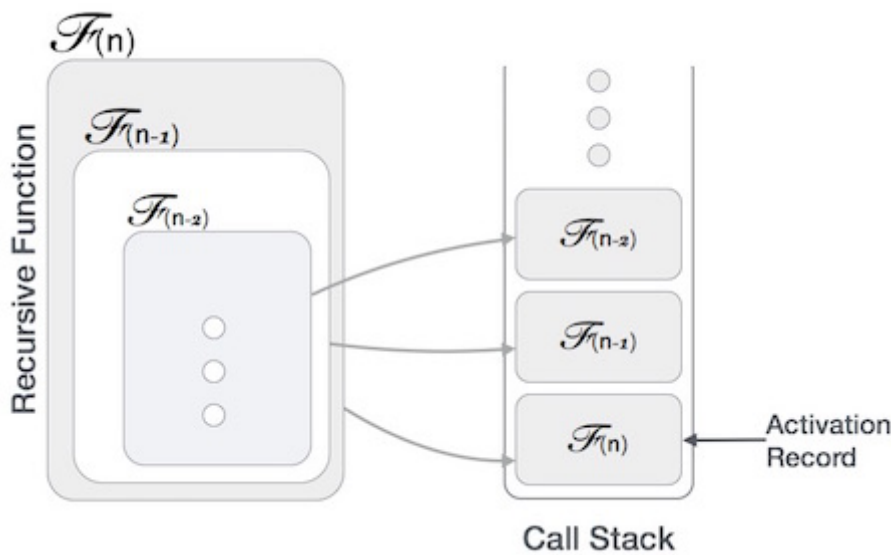 ℱ(n)
ℱ(n-1)
ℱ(n-2)
Recursive Function
ℱ(n-2)
ℱ(n-1)
ℱ(n)
Activation
Record
Call Stack